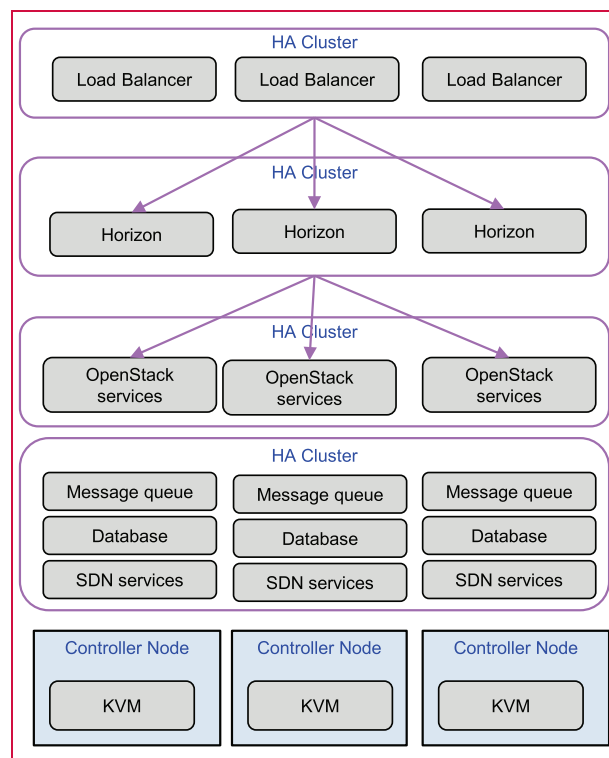 HA Cluster
Load Balancer Load Balancer Load Balancer
HA Cluster
Horizon Horizon Horizon
HA Cluster
OpenStack
services
OpenStack
services
OpenStack
services
HA Cluster
Message queue Message queue Message queue
Database Database Database
SDN services SDN services SDN services
Controller Node Controller Node Controller Node
KVM KVM KVM